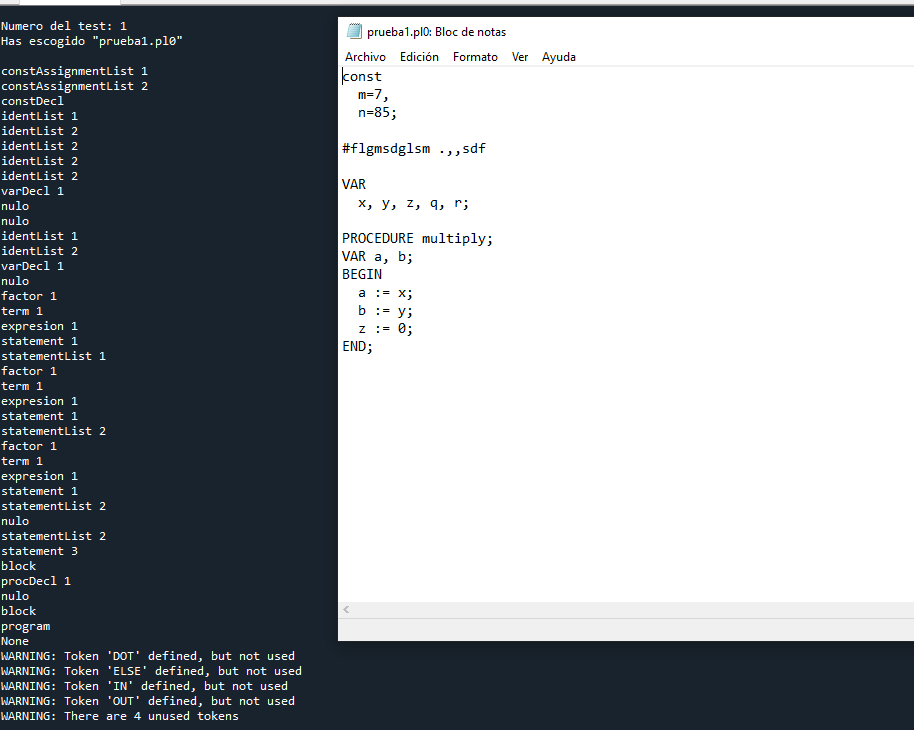 Numero del test: 1
Has escogido "prueba1.pl0"
constAssignmentList 1
constAssignmentList 2
constDecl
identList 1
identList 2
identList 2
identList 2
identList 2
varDecl 1
nulo
nulo
identList 1
identList 2
varDecl 1
nulo
factor 1
term 1
expresion 1
statement 1
statementList 1
factor 1
term 1
expresion 1
statement 1
statementList 2
factor 1
term 1
expresion 1
statement 1
statementList 2
nulo
statementList 2
statement 3
block
procDecl 1
nulo
block
program
None
WARNING: Token 'DOT' defined, but not used
WARNING: Token 'ELSE' defined, but not used
WARNING: Token 'IN' defined, but not used
WARNING: Token 'OUT' defined, but not used
WARNING: There are 4 unused tokens
prueba1.pl0: Bloc de notas
Archivo Edición Formato Ver Ayuda
const
  m=7,
  n=85;
#flgmsdglsm .,,sdf
VAR
  x, y, z, q, r;
PROCEDURE multiply;
VAR a, b;
BEGIN
  a := x;
  b := y;
  z := 0;
END;